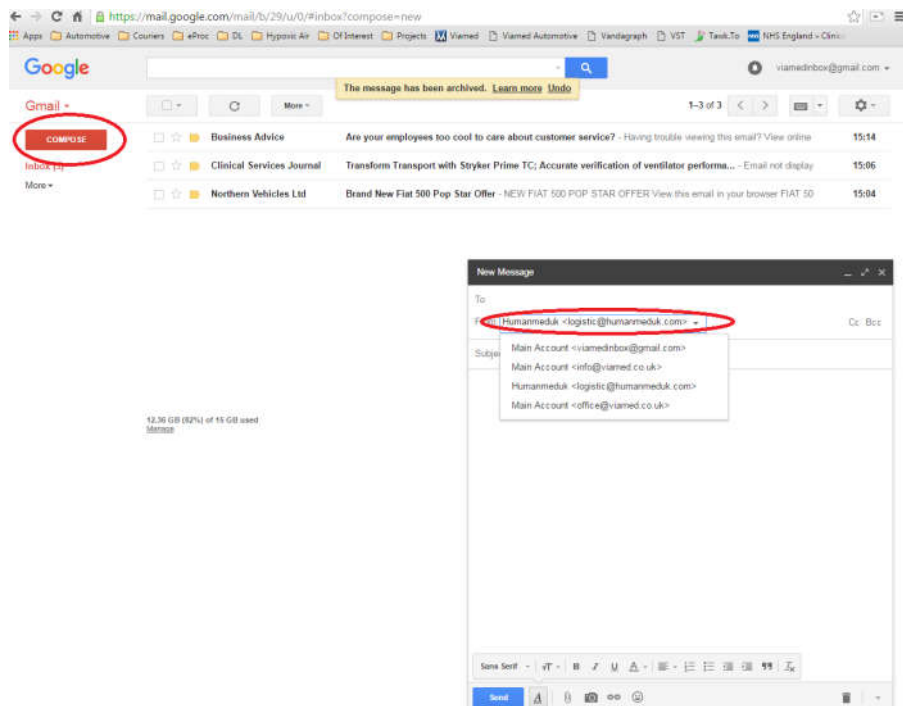 https://mail.google.com/mail/b/29/u/0/#inbox?compose=new
Apps Automotive Couriers eProc DL Hypoxic Air Of Interest Projects Viamed Viamed Automotive Vandagraph VST Tawk.To NHS England - Clinic
Google
viamedinbox@gmail.com
The message has been archived. Learn more Undo
Gmail
More
1–3 of 3
COMPOSE
Business Advice Are your employees too cool to care about customer service? - Having trouble viewing this email? View online 15:14
Inbox (3)
Clinical Services Journal Transform Transport with Stryker Prime TC; Accurate verification of ventilator performa... - Email not display 15:06
More
Northern Vehicles Ltd Brand New Fiat 500 Pop Star Offer - NEW FIAT 500 POP STAR OFFER View this email in your browser FIAT 50 15:04
New Message
To
From Humanmeduk <logistic@humanmeduk.com> Cc Bcc
Main Account <viamedinbox@gmail.com>
Subje
Main Account <info@viamed.co.uk>
Humanmeduk <logistic@humanmeduk.com>
Main Account <office@viamed.co.uk>
12.36 GB (82%) of 15 GB used
Manage
Sans Serif T B I U A
Send A